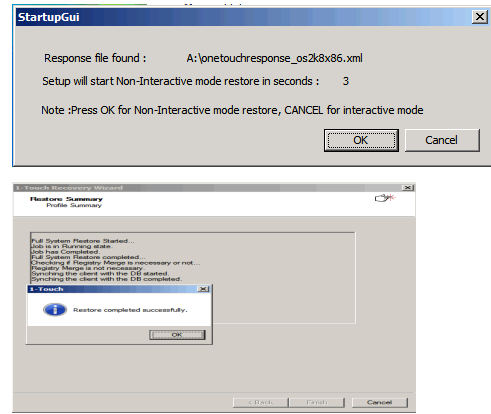 StartupGui
Response file found : A:\onetouchresponse_os2k8x86.xml
Setup will start Non-Interactive mode restore in seconds : 3
Note :Press OK for Non-Interactive mode restore, CANCEL for interactive mode
OK Cancel
1-Touch Recovery Wizard
Restore Summary
Profile Summary
Full System Restore Started...
Job is in Running state.
Job has Completed.
Full System Restore completed...
Checking if Registry Merge is necessary or not...
Registry Merge is not necessary.
Synching the client with the DB started.
Synching the client with the DB completed.
1-Touch
Restore completed successfully.
OK
< Back Finish Cancel